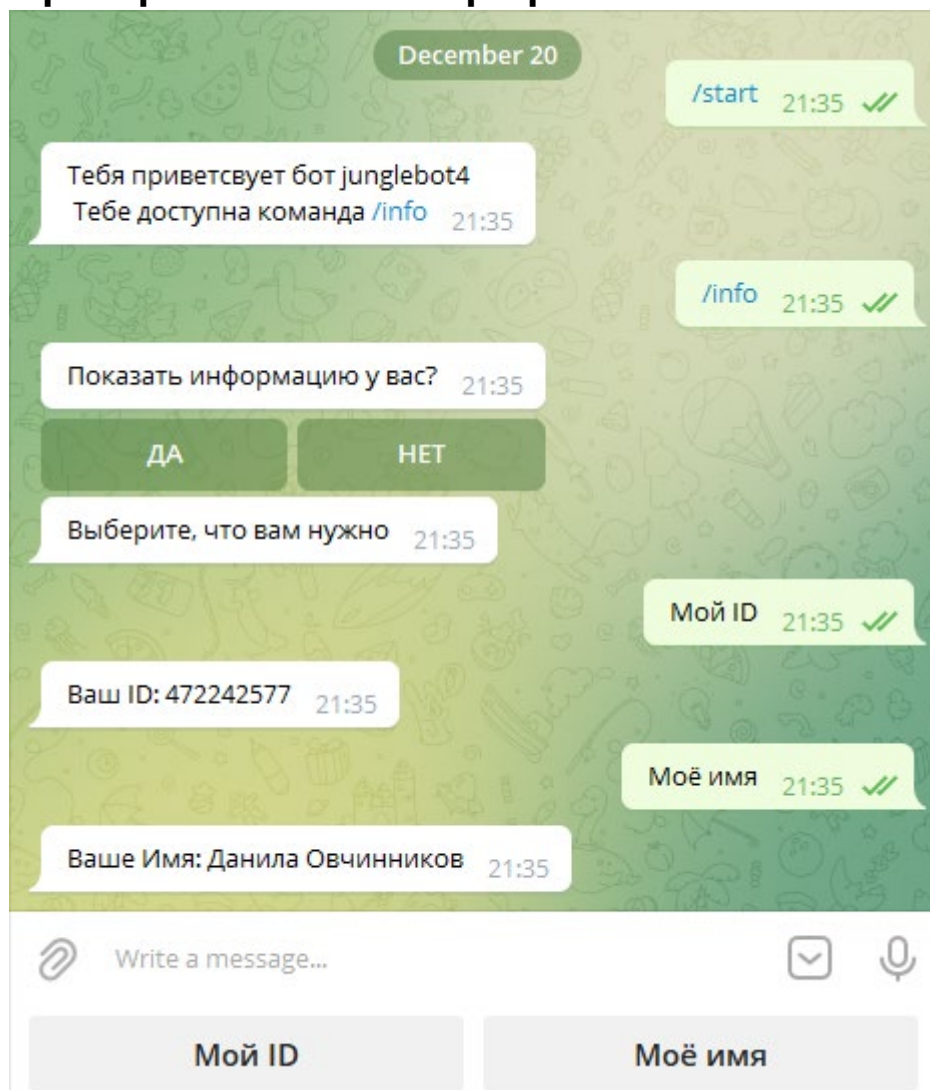 December 20
/start 21:35
Тебя приветсвует бот junglebot4
Тебе доступна команда /info 21:35
/info 21:35
Показать информацию у вас? 21:35
ДА НЕТ
Выберите, что вам нужно 21:35
Мой ID 21:35
Ваш ID: 472242577 21:35
Моё имя 21:35
Ваше Имя: Данила Овчинников 21:35
Write a message...
Мой ID Моё имя